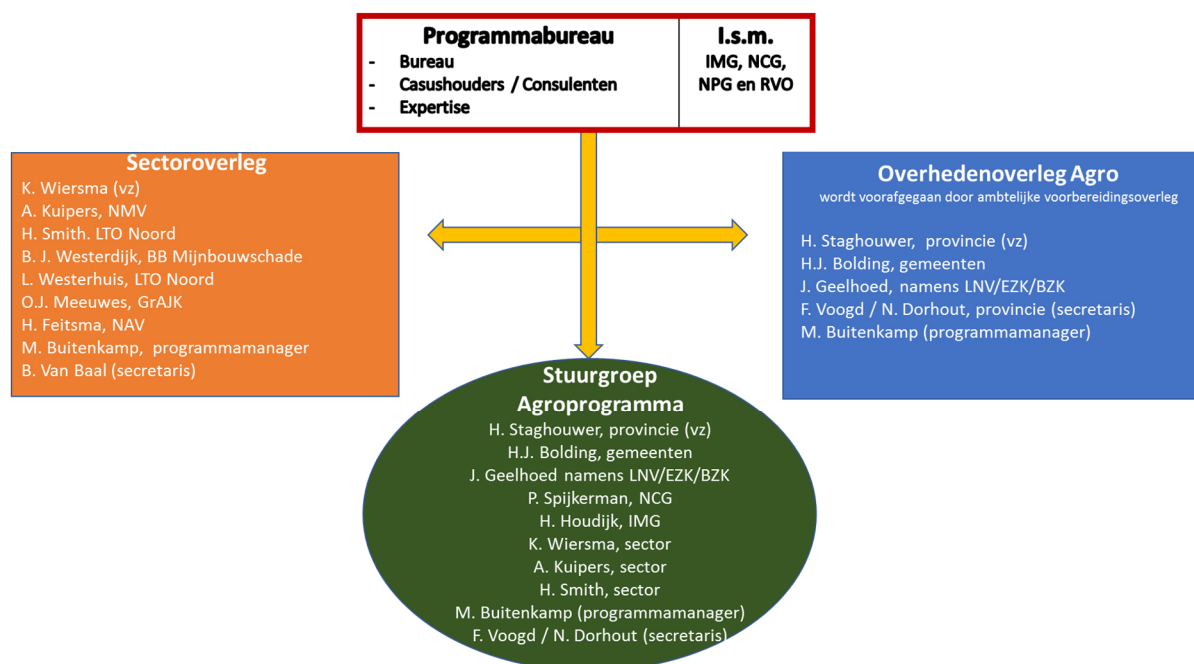 Programmabureau
- Bureau
- Casushouders / Consulenten
- Expertise
I.s.m.
IMG, NCG,
NPG en RVO
Sectoroverleg
K. Wiersma (vz)
A. Kuipers, NMV
H. Smith. LTO Noord
B. J. Westerdijk, BB Mijnbouwschade
L. Westerhuis, LTO Noord
O.J. Meeuwes, GrAJK
H. Feitsma, NAV
M. Buitenkamp, programmamanager
B. Van Baal (secretaris)
Overhedenoverleg Agro
wordt voorafgegaan door ambtelijke voorbereidingsoverleg
H. Staghouwer, provincie (vz)
H.J. Bolding, gemeenten
J. Geelhoed, namens LNV/EZK/BZK
F. Voogd / N. Dorhout, provincie (secretaris)
M. Buitenkamp (programmamanager)
Stuurgroep
Agroprogramma
H. Staghouwer, provincie (vz)
H.J. Bolding, gemeenten
J. Geelhoed namens LNV/EZK/BZK
P. Spijkerman, NCG
H. Houdijk, IMG
K. Wiersma, sector
A. Kuipers, sector
H. Smith, sector
M. Buitenkamp (programmamanager)
F. Voogd / N. Dorhout (secretaris)